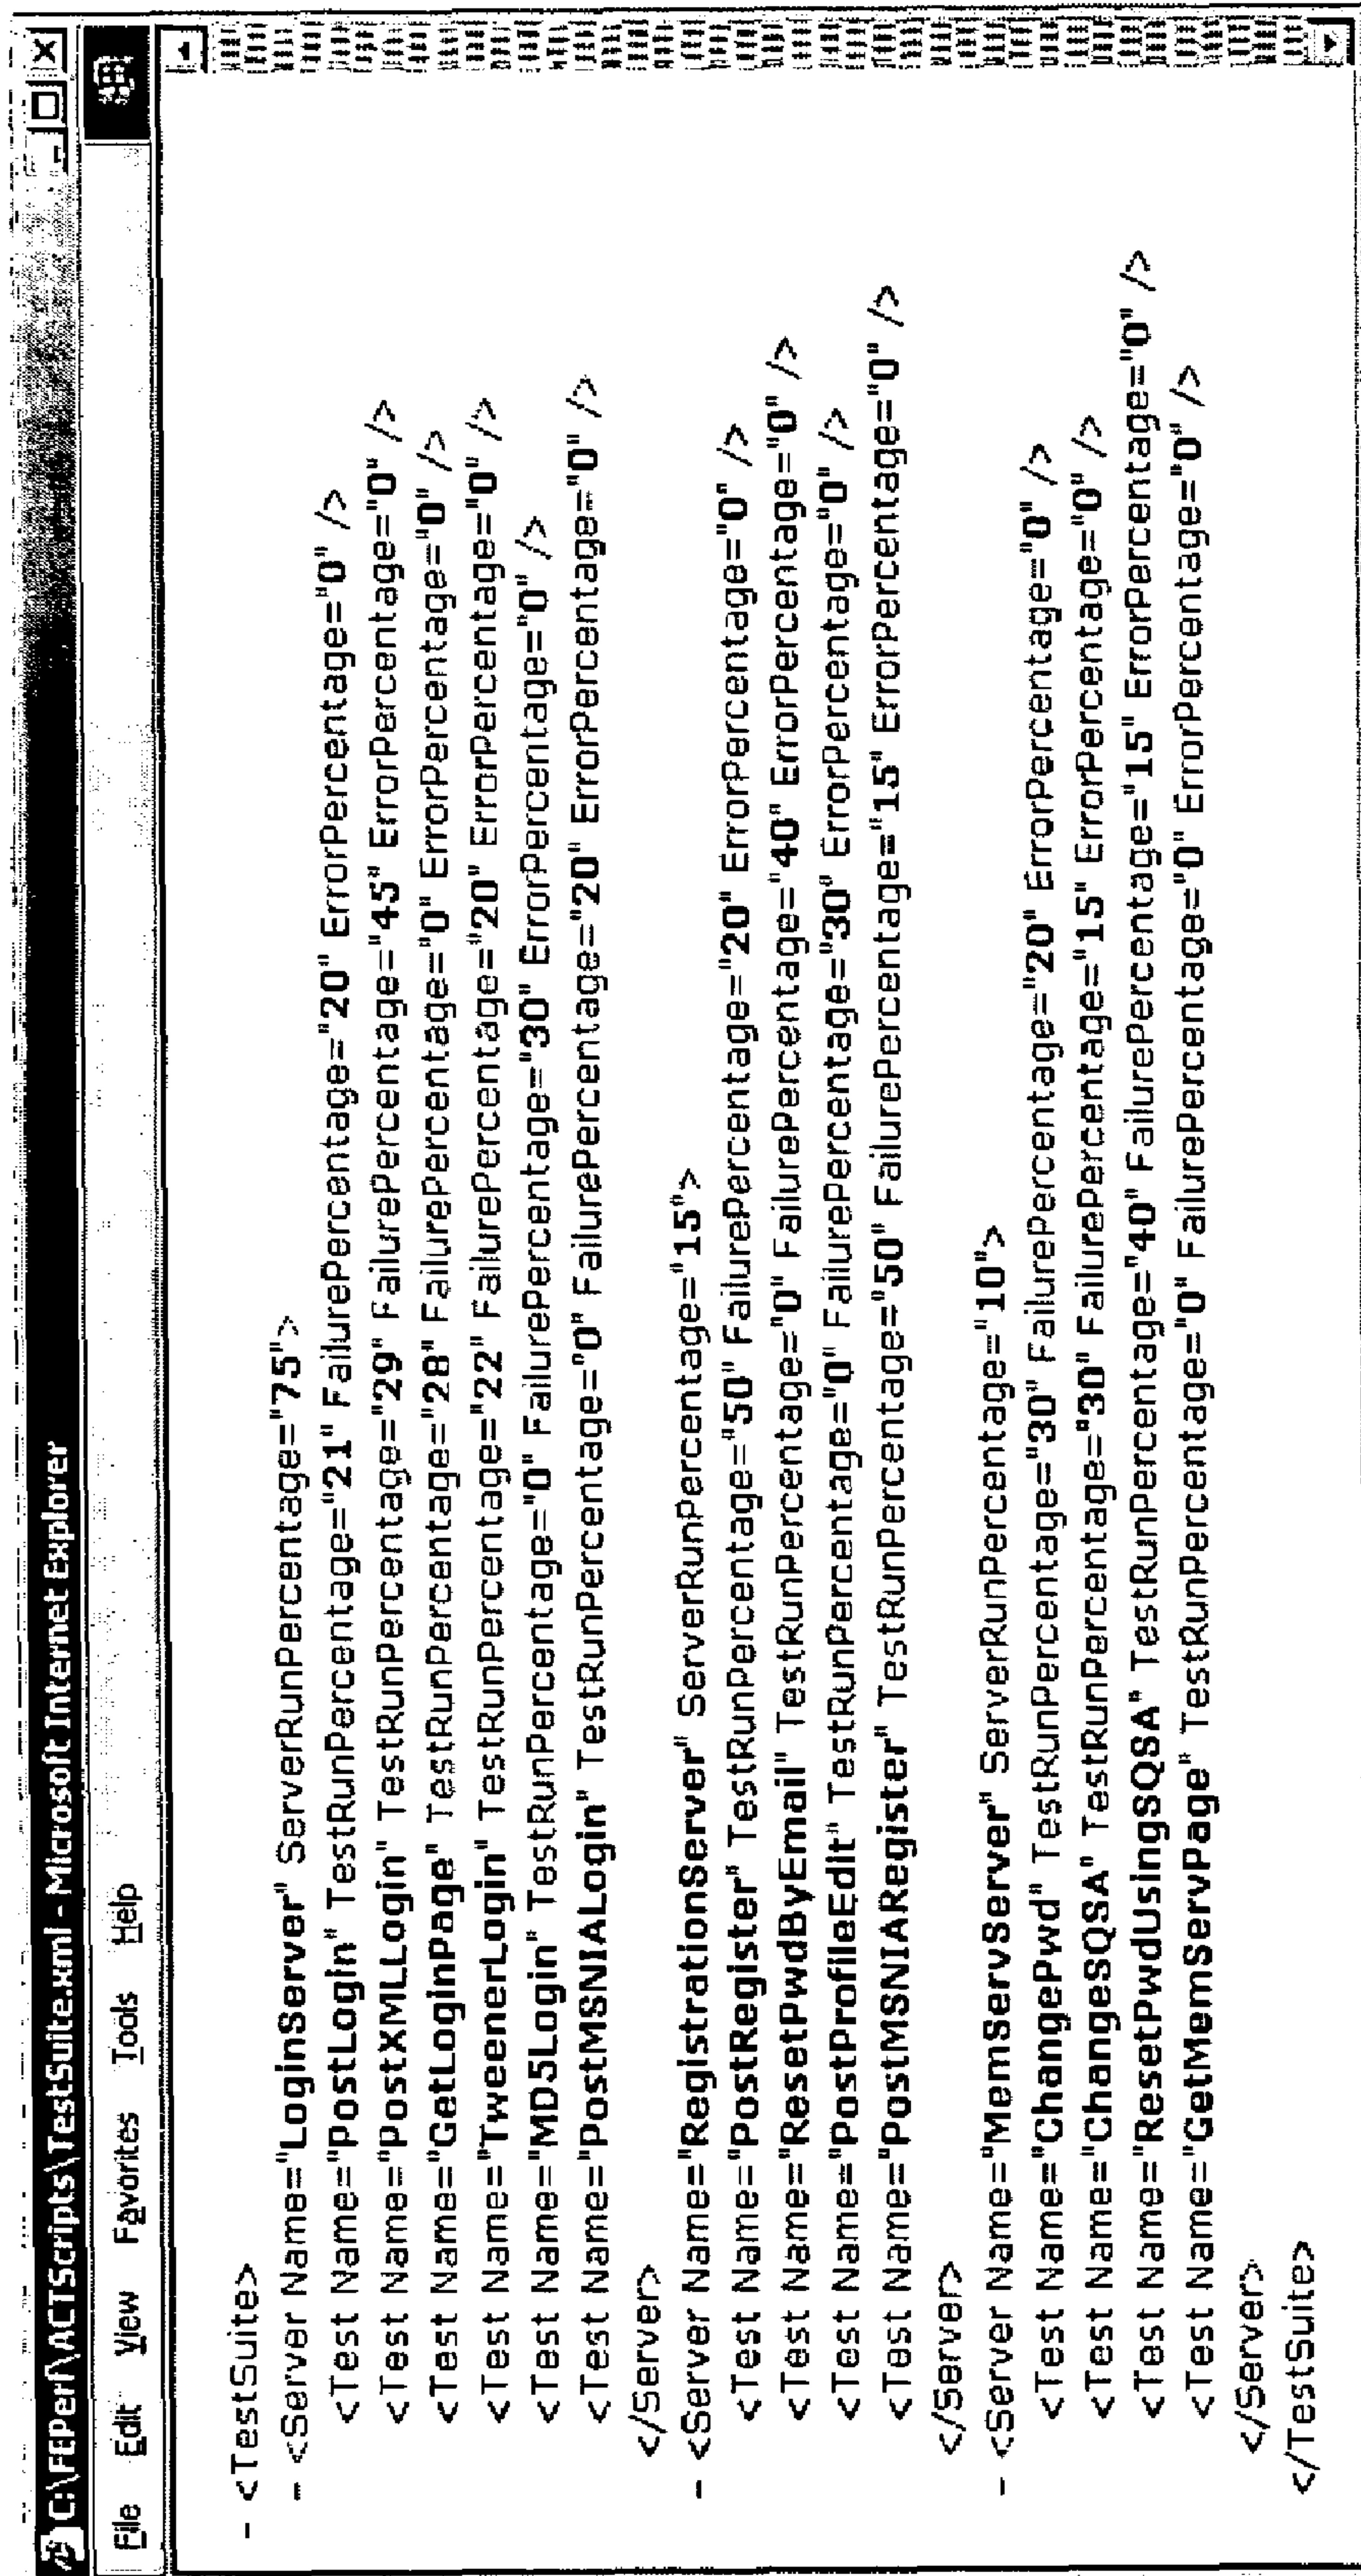 C:\FEPerf\ACTScripts\TestSuite.xml - Microsoft Internet Explorer
File Edit View Favorites Tools Help
- <TestSuite>
- <Server Name="LoginServer" ServerRunPercentage="75">
<Test Name="PostLogin" TestRunPercentage="21" FailurePercentage="20" ErrorPercentage="0" />
<Test Name="PostXMLLogin" TestRunPercentage="29" FailurePercentage="45" ErrorPercentage="0" />
<Test Name="GetLoginPage" TestRunPercentage="28" FailurePercentage="0" ErrorPercentage="0" />
<Test Name="TweenerLogin" TestRunPercentage="22" FailurePercentage="20" ErrorPercentage="0" />
<Test Name="MD5Login" TestRunPercentage="0" FailurePercentage="30" ErrorPercentage="0" />
<Test Name="PostMSNIALogin" TestRunPercentage="0" FailurePercentage="20" ErrorPercentage="0" />
</Server>
- <Server Name="RegistrationServer" ServerRunPercentage="15">
<Test Name="PostRegister" TestRunPercentage="50" FailurePercentage="20" ErrorPercentage="0" />
<Test Name="ResetPwdByEmail" TestRunPercentage="0" FailurePercentage="40" ErrorPercentage="0" />
<Test Name="PostProfileEdit" TestRunPercentage="0" FailurePercentage="30" ErrorPercentage="0" />
<Test Name="PostMSNIARegister" TestRunPercentage="50" FailurePercentage="15" ErrorPercentage="0" />
</Server>
- <Server Name="MemServServer" ServerRunPercentage="10">
<Test Name="ChangePwd" TestRunPercentage="30" FailurePercentage="20" ErrorPercentage="0" />
<Test Name="ChangeSQSA" TestRunPercentage="30" FailurePercentage="15" ErrorPercentage="0" />
<Test Name="ResetPwdUsingSQSA" TestRunPercentage="40" FailurePercentage="15" ErrorPercentage="0" />
<Test Name="GetMemServPage" TestRunPercentage="0" FailurePercentage="0" ErrorPercentage="0" />
</Server>
</TestSuite>